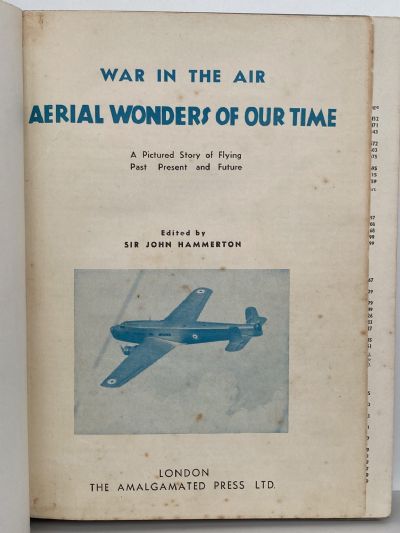 WAR IN THE AIR
AERIAL WONDERS OF OUR TIME
A Pictured Story of Flying
Past Present and Future
Edited by
SIR JOHN HAMMERTON
LONDON
THE AMALGAMATED PRESS LTD.